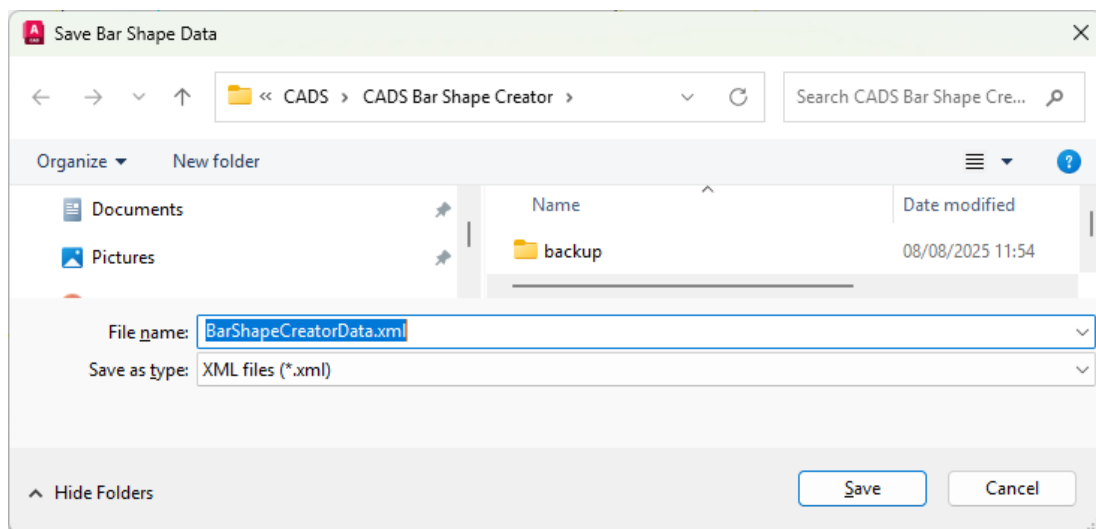 A
CAD
Save Bar Shape Data
« CADS > CADS Bar Shape Creator >
Search CADS Bar Shape Cre...
Organize
New folder
?
Documents
Pictures
Name
Date modified
backup
08/08/2025 11:54
File name: BarShapeCreatorData.xml
Save as type: XML files (*.xml)
Hide Folders
Save
Cancel